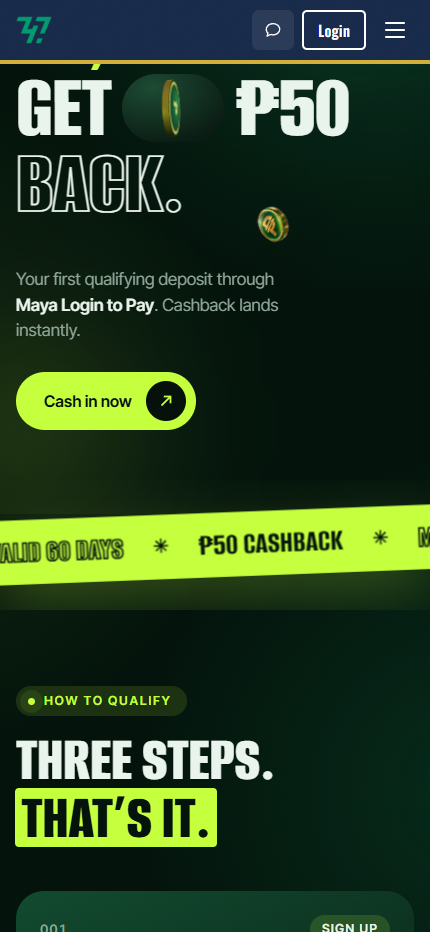 Login
GET ₱50
BACK.
Your first qualifying deposit through
Maya Login to Pay. Cashback lands
instantly.
Cash in now
ALID 60 DAYS * ₱50 CASHBACK *
HOW TO QUALIFY
THREE STEPS.
THAT'S IT.
001
SIGN UP